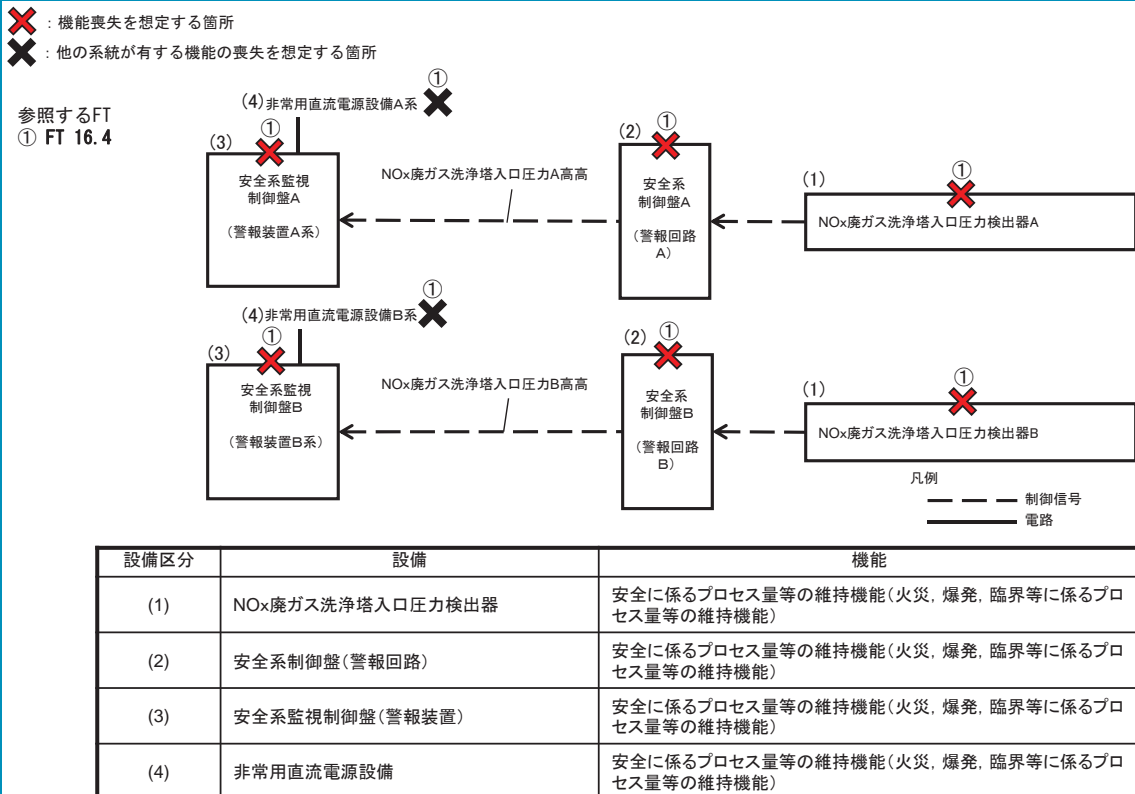 ：機能喪失を想定する箇所
：他の系統が有する機能の喪失を想定する箇所
参照するFT
① FT 16.4
①
(4)非常用直流電源設備A系
(3)
①
安全系監視
制御盤A
(警報装置A系)
NOx廃ガス洗浄塔入口圧力A高高
(2)
①
安全系
制御盤A
(警報回路
A)
(1)
①
NOx廃ガス洗浄塔入口圧力検出器A
①
(4)非常用直流電源設備B系
(3)
①
安全系監視
制御盤B
(警報装置B系)
NOx廃ガス洗浄塔入口圧力B高高
(2)
①
安全系
制御盤B
(警報回路
B)
(1)
①
NOx廃ガス洗浄塔入口圧力検出器B
凡例
制御信号
電路
設備区分 設備 機能
(1) NOx廃ガス洗浄塔入口圧力検出器 安全に係るプロセス量等の維持機能(火災, 爆発, 臨界等に係るプロ
セス量等の維持機能)
(2) 安全系制御盤(警報回路) 安全に係るプロセス量等の維持機能(火災, 爆発, 臨界等に係るプロ
セス量等の維持機能)
(3) 安全系監視制御盤(警報装置) 安全に係るプロセス量等の維持機能(火災, 爆発, 臨界等に係るプロ
セス量等の維持機能)
(4) 非常用直流電源設備 安全に係るプロセス量等の維持機能(火災, 爆発, 臨界等に係るプロ
セス量等の維持機能)